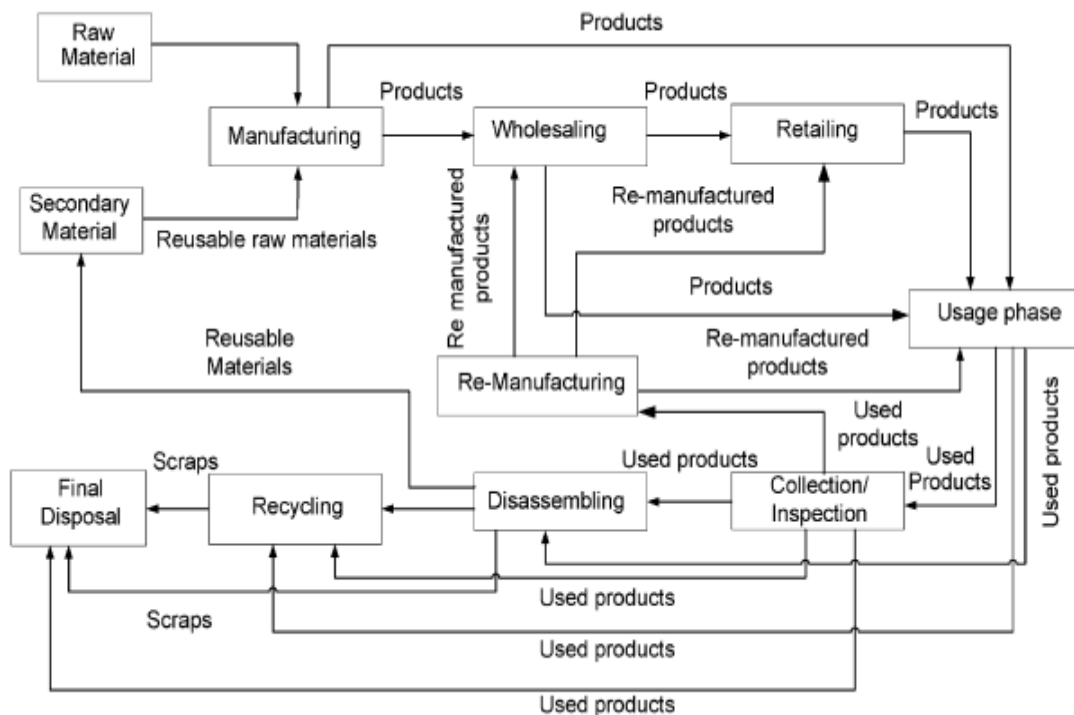 Raw
Material
Products
Manufacturing
Products
Wholesaling
Products
Retailing
Products
Secondary
Material
Reusable raw materials
Re manufactured
products
Re-manufactured
products
Products
Usage phase
Reusable
Materials
Re-Manufacturing
Re-manufactured
products
Used
products
Used products
Used
Products
Used products
Scraps
Final
Disposal
Recycling
Disassembling
Collection/
Inspection
Scraps
Used products
Used products
Used products